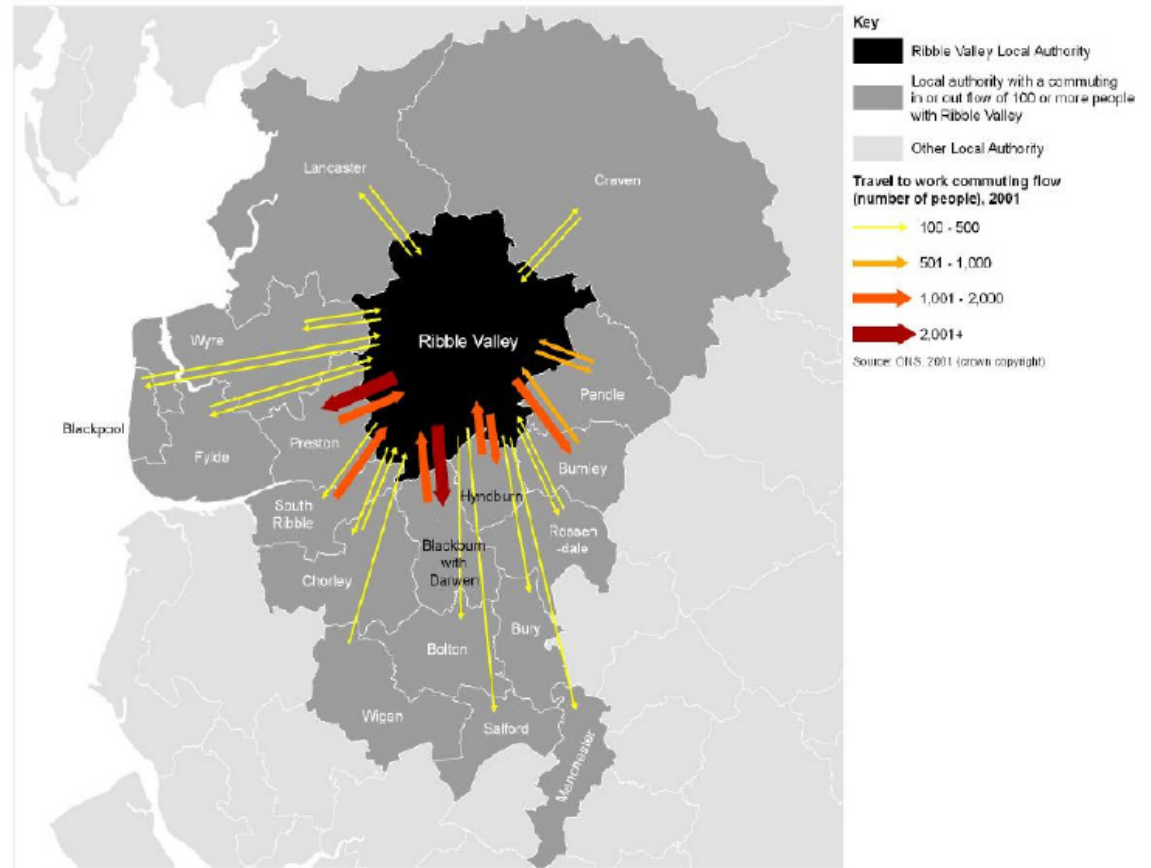 Key
Ribble Valley Local Authority
Local authority with a commuting
in or out flow of 100 or more people
with Ribble Valley
Other Local Authority
Travel to work commuting flow
(number of people), 2001
100 - 500
501 - 1,000
1,001 - 2,000
2,001+
Source: ONS, 2001 (crown copyright)
Lancaster
Craven
Wyre
Ribble Valley
Pendle
Blackpool
Preston
Fylde
Burnley
Hyndburn
South
Ribble
Rossen
-dale
Blackburn
with
Darwen
Chorley
Bury
Bolton
Wigan
Salford
Manchester